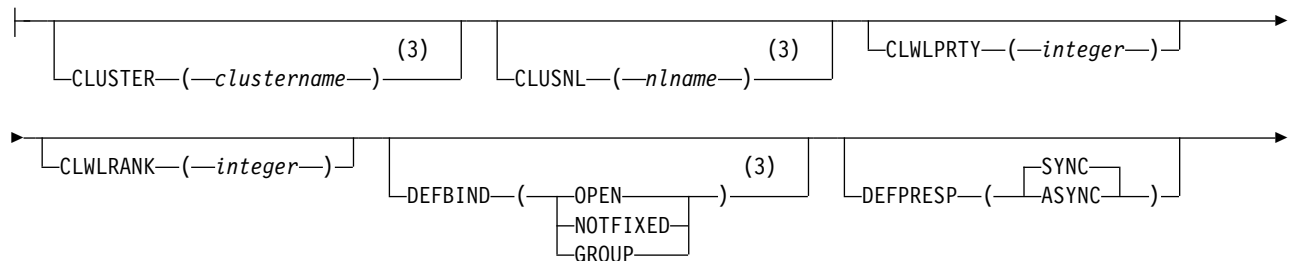 (3) (3) CLWLPRTY ( integer )
CLUSTER ( clustername ) CLUSNL ( nlname )
CLWLRANK ( integer ) (3) SYNC
DEFBIND ( OPEN ) DEFPRESP ( ASYNC )
NOTFIXED
GROUP